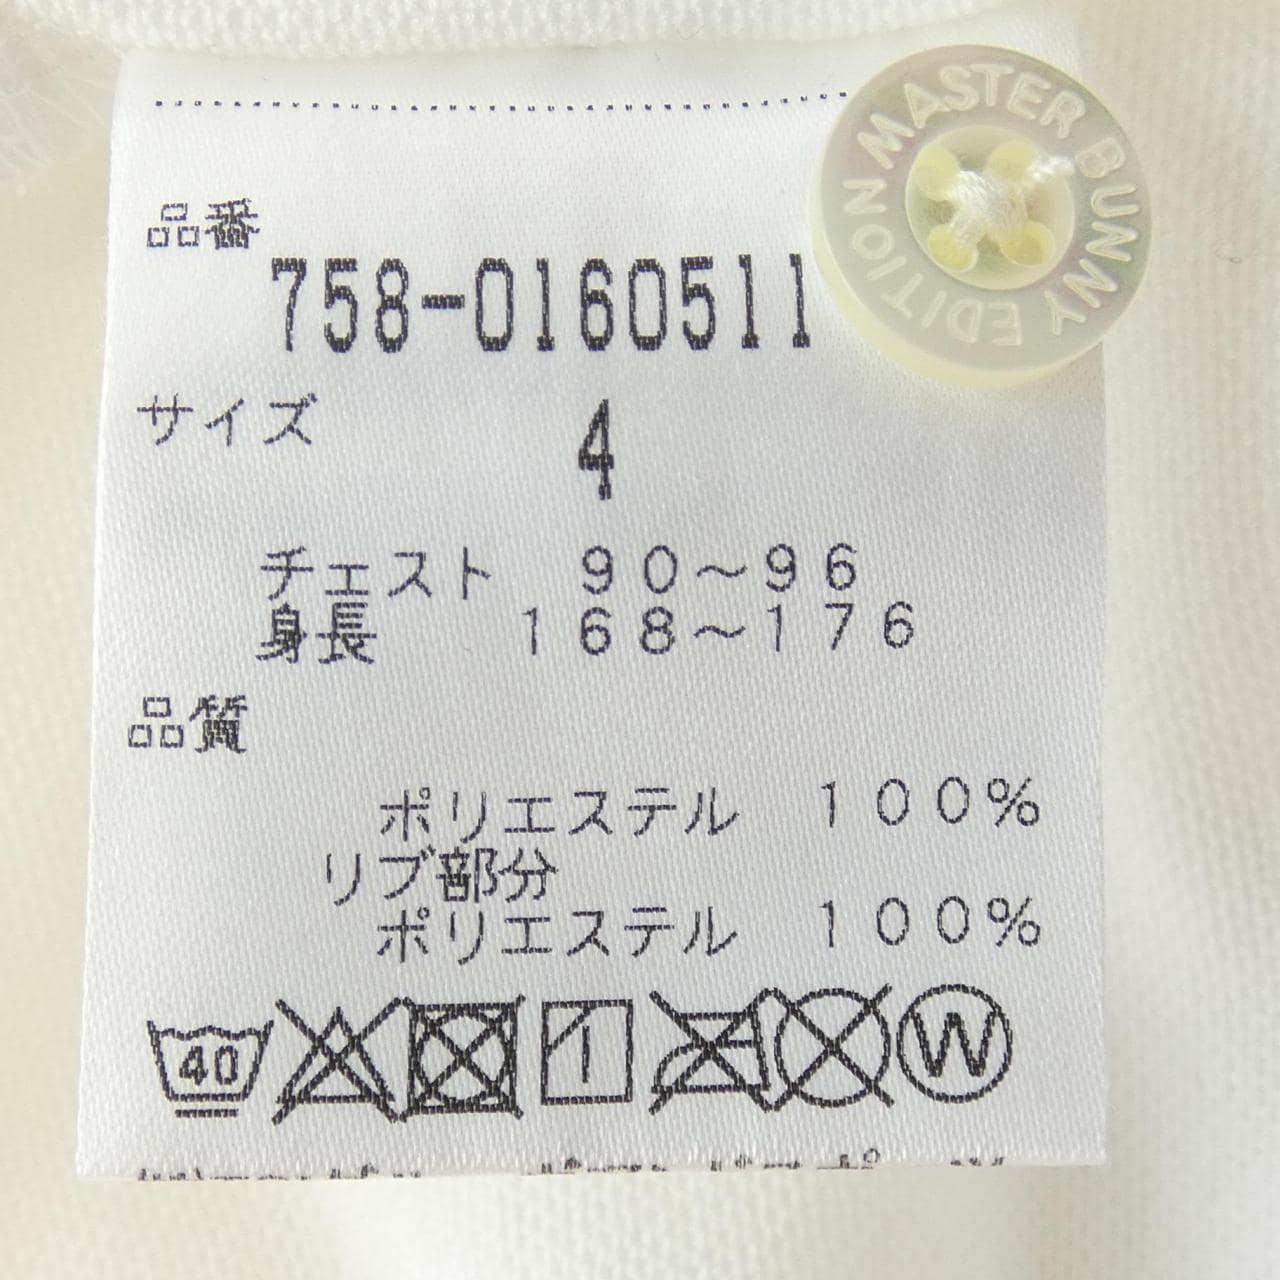 MASTER BUNNY EDITION
品番
758-0160511
サイズ 4
チェスト 90～96
身長 168～176
品質
ポリエステル 100%
リブ部分
ポリエステル 100%
40 W